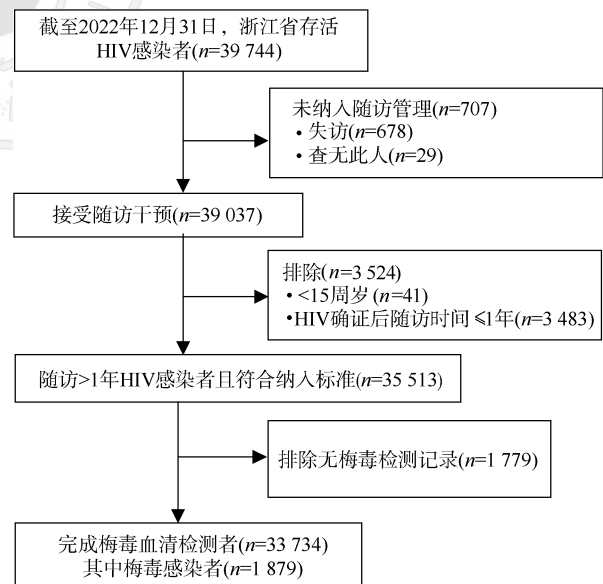 截至2022年12月31日，浙江省存活
HIV感染者(n=39 744)
未纳入随访管理(n=707)
• 失访(n=678)
• 查无此人(n=29)
接受随访干预(n=39 037)
排除(n=3 524)
• <15周岁(n=41)
•HIV确证后随访时间≤1年(n=3 483)
随访>1年HIV感染者且符合纳入标准(n=35 513)
排除无梅毒检测记录(n=1 779)
完成梅毒血清检测者(n=33 734)
其中梅毒感染者(n=1 879)